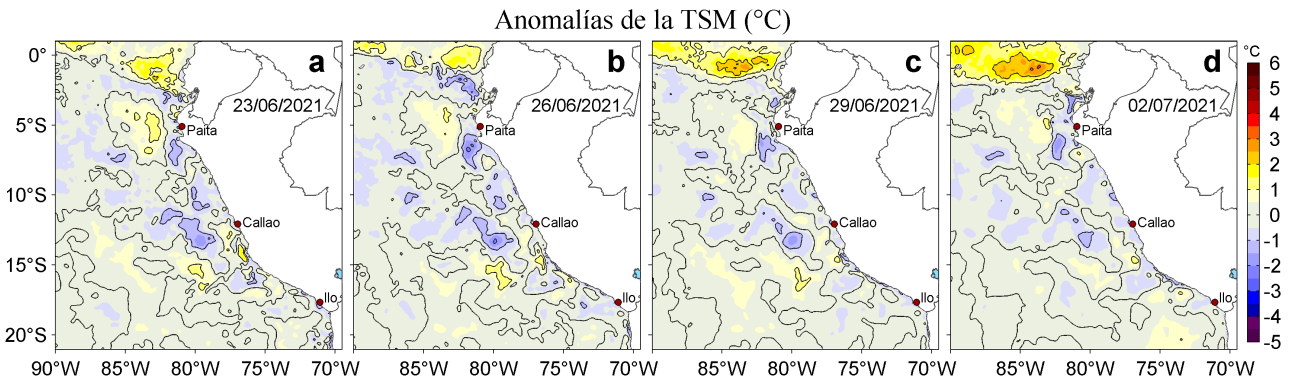 Anomalías de la TSM (°C)
0°
5°S
10°S
15°S
20°S
a
23/06/2021
Paita
Callao
Ilo
b
26/06/2021
Paita
Callao
Ilo
c
29/06/2021
Paita
Callao
Ilo
d
02/07/2021
Paita
Callao
Ilo
°C
6
5
4
3
2
1
0
-1
-2
-3
-4
-5
90°W 85°W 80°W 75°W 70°W 85°W 80°W 75°W 70°W 85°W 80°W 75°W 70°W 85°W 80°W 75°W 70°W